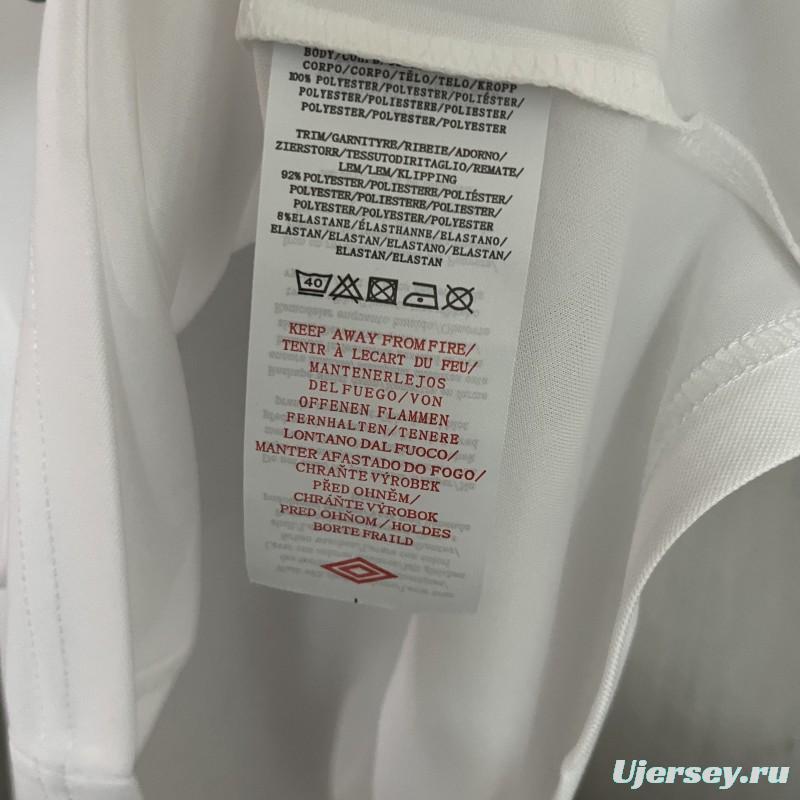 BODY/
CORPO/CORPO/TĚLO/TELO/KROPP
100% POLYESTER/POLYESTER/POLIÉSTER/
POLYESTER/POLIESTERE/POLIESTER/
POLYESTER/POLYESTER/POLYESTER
TRIM/GARNITYRE/RIBEIE/ADORNO/
ZIERSTORR/TESSUTODIRITAGLIO/REMATE/
LEM/LEM/KLIPPING
92% POLYESTER/POLYESTER/POLIÉSTER/
POLYESTER/POLIESTERE/POLIESTER/
POLYESTER/POLYESTER/POLYESTER
8%ELASTANE/ÉLASTHANNE/ELASTANO/
ELASTAN/ELASTAN/ELASTANO/ELASTAN/
ELASTAN/ELASTAN
40
KEEP AWAY FROM FIRE/
TENIR À LECART DU FEU/
MANTENERLEJOS
DEL FUEGO/VON
OFFENEN FLAMMEN
FERNHALTEN/TENERE
LONTANO DAL FUOCO/
MANTER AFASTADO DO FOGO/
CHRAŇTE VÝROBEK
PŘED OHNĚM/
CHRÁŇTE VÝROBOK
PRED OHŇOM/HOLDES
BORTE FRAILD
Ujersey.ru